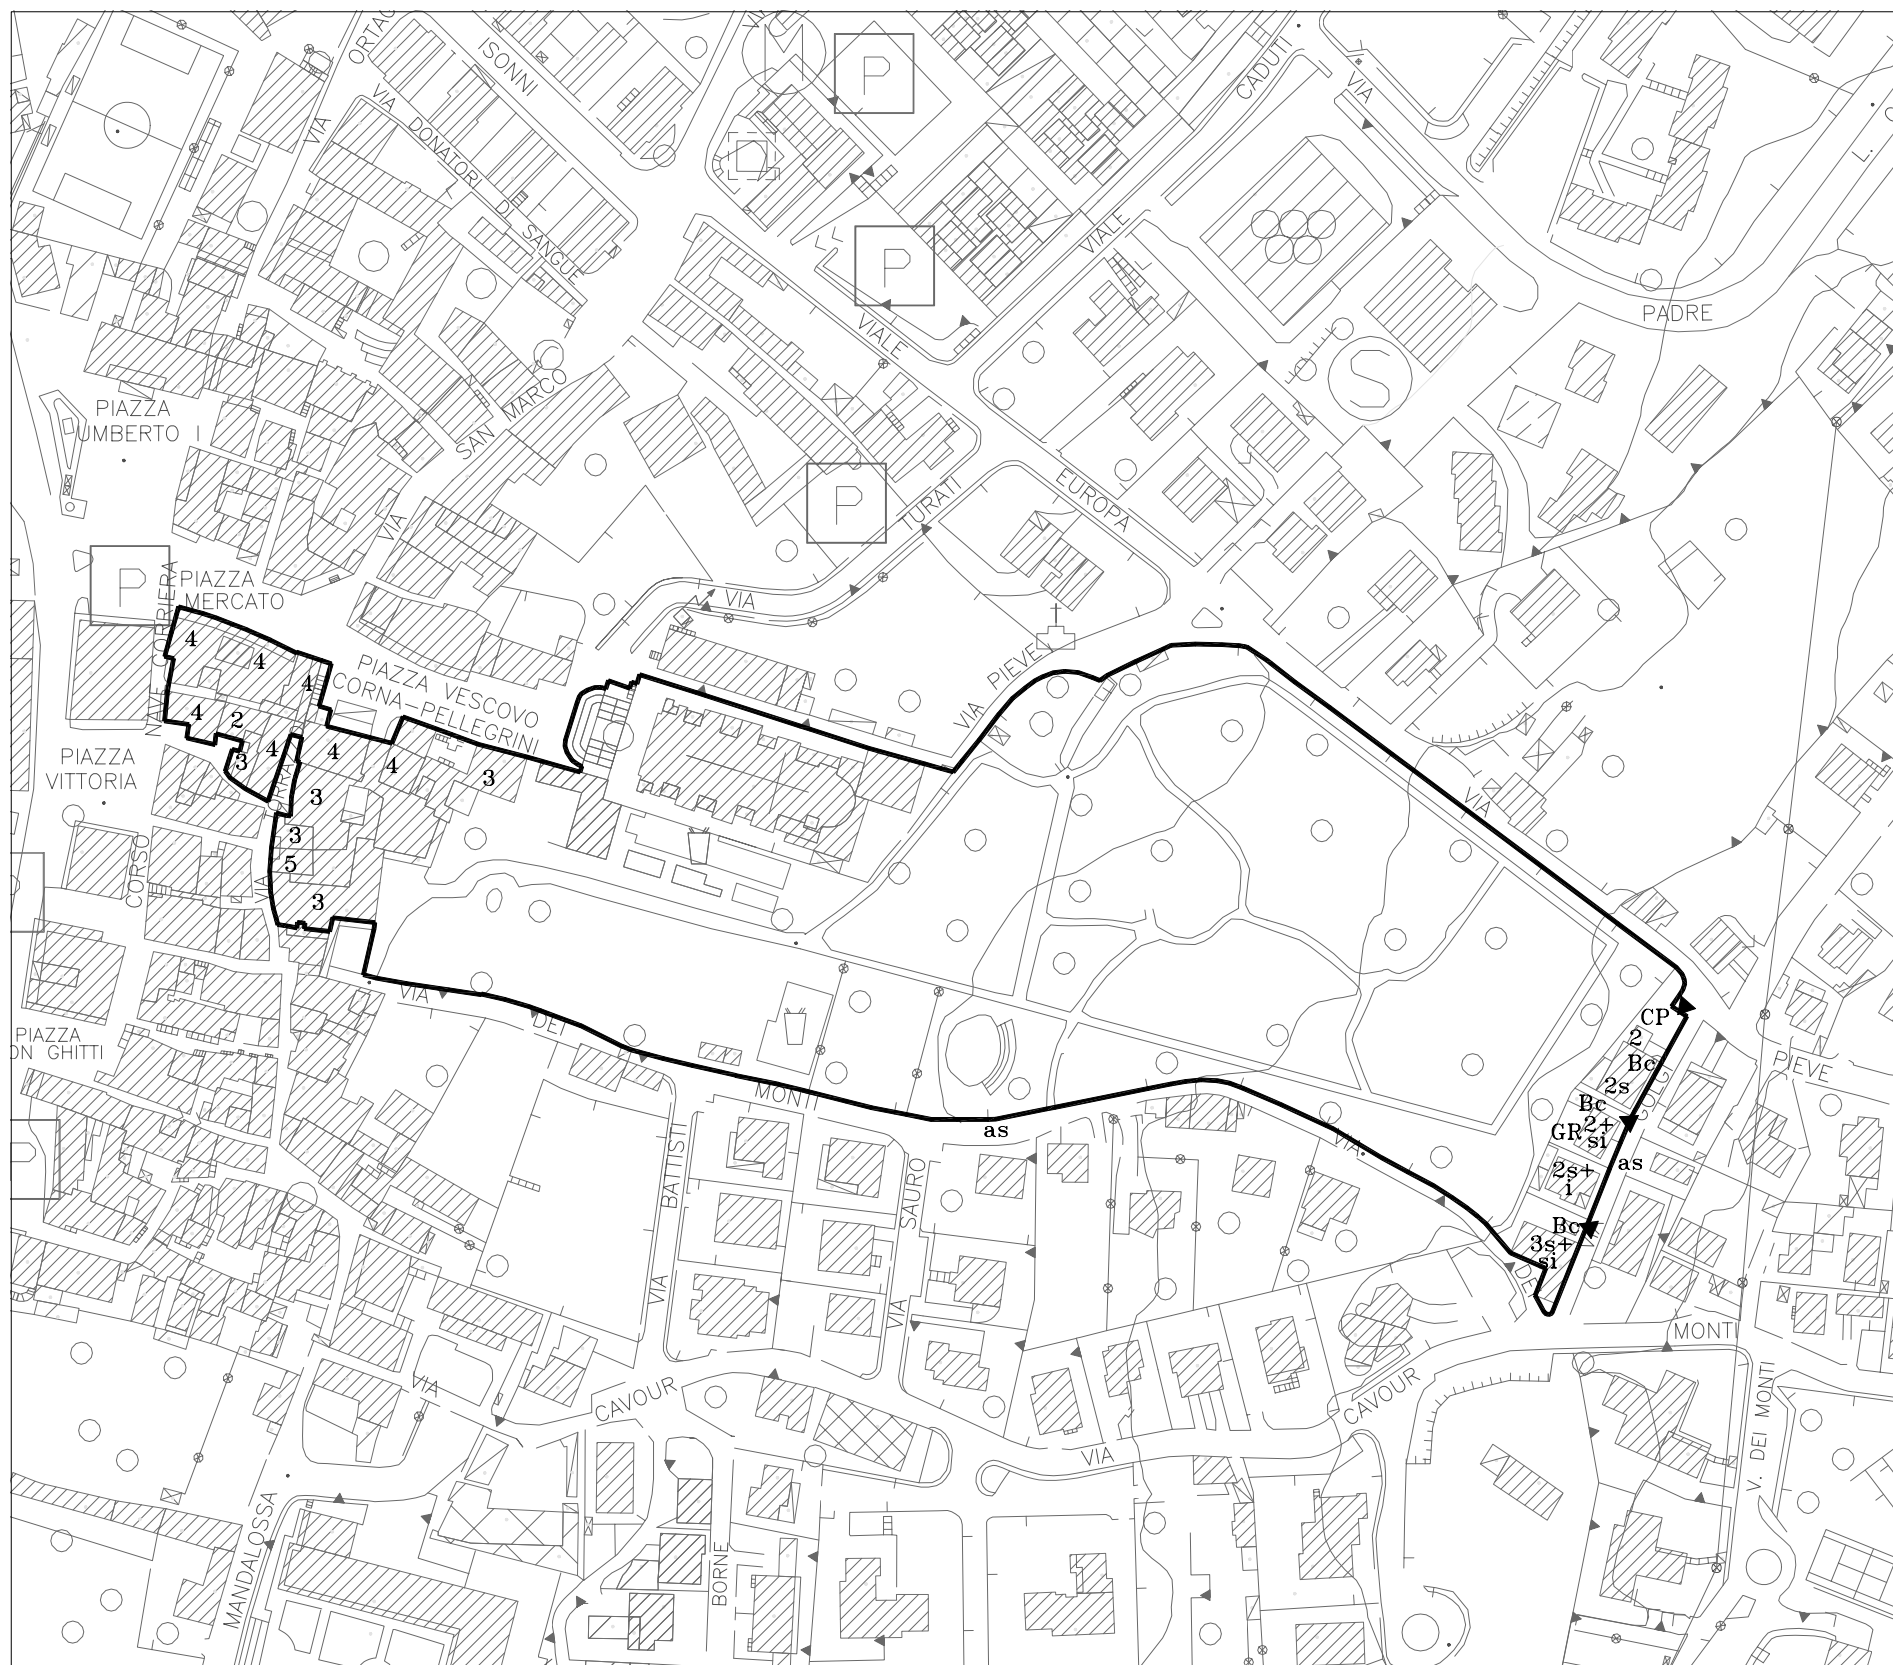 ISONNI
VIA
VIA
DONATORI DI SANGUE
M
P
CADUTI
VIA
L.
VIALE
P
VIALE
PADRE
S
PIAZZA
UMBERTO I
SAN MARCO
VIA
P
TURATI
EUROPA
P
PIAZZA
MERCATO
VIA
PIAZZA VESCOVO
CORNA-PELLEGRINI
VIA PIEVE
4
4
4
4
2
4
3
4
4
3
3
3
5
3
PIAZZA
VITTORIA
CORSO
VIA
VIA
VIA
DEI
MONTI
as
VIA
DEI
CP
2
Bc
2s
Bc
2+
GR
si
as
2s+
i
Bc
3s+
si
PIEVE
PIAZZA
ON GHITTI
VIA BATISTI
VIA SAURO
MONTI
VIA
CAVOUR
VIA
CAVOUR
V. DEI MONTI
MANDALOSSA
BORNE